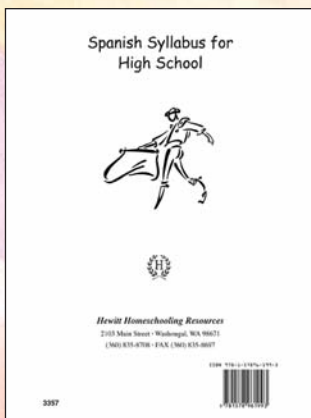 Spanish Syllabus for
High School
H
Hewitt Homeschooling Resources
2103 Main Street · Washougal, WA 98671
(360) 835-8708 · FAX (360) 835-8697
3357